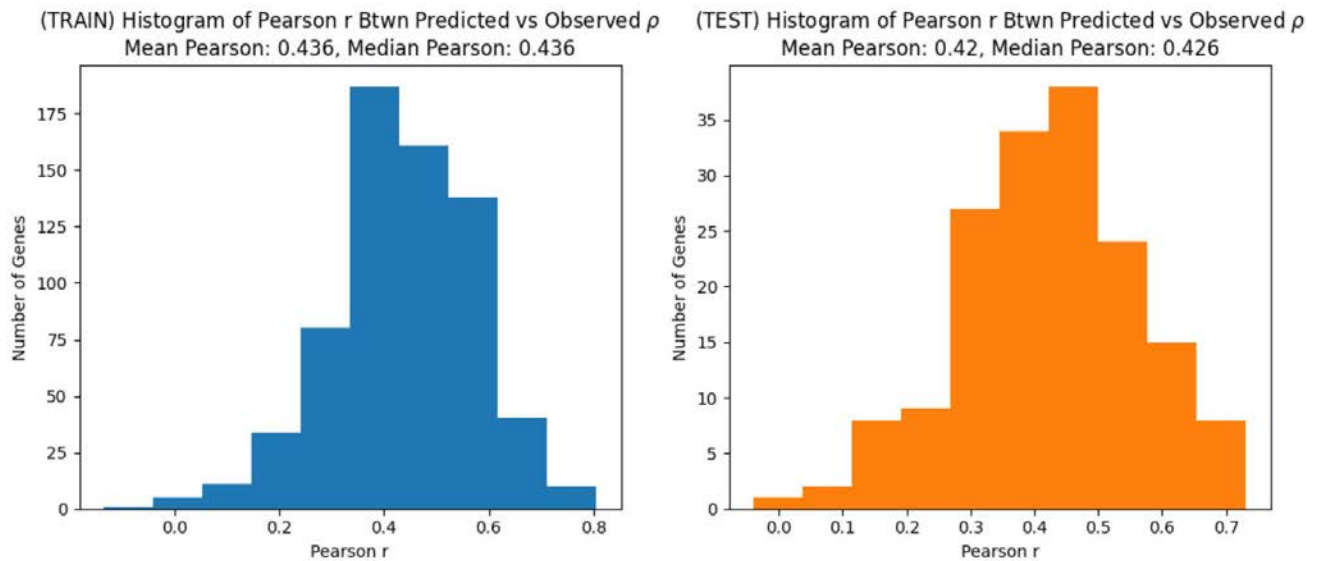 (TRAIN) Histogram of Pearson r Btwn Predicted vs Observed ρ
Mean Pearson: 0.436, Median Pearson: 0.436
Number of Genes
175
150
125
100
75
50
25
0
0.0 0.2 0.4 0.6 0.8
Pearson r
(TEST) Histogram of Pearson r Btwn Predicted vs Observed ρ
Mean Pearson: 0.42, Median Pearson: 0.426
Number of Genes
35
30
25
20
15
10
5
0
0.0 0.1 0.2 0.3 0.4 0.5 0.6 0.7
Pearson r